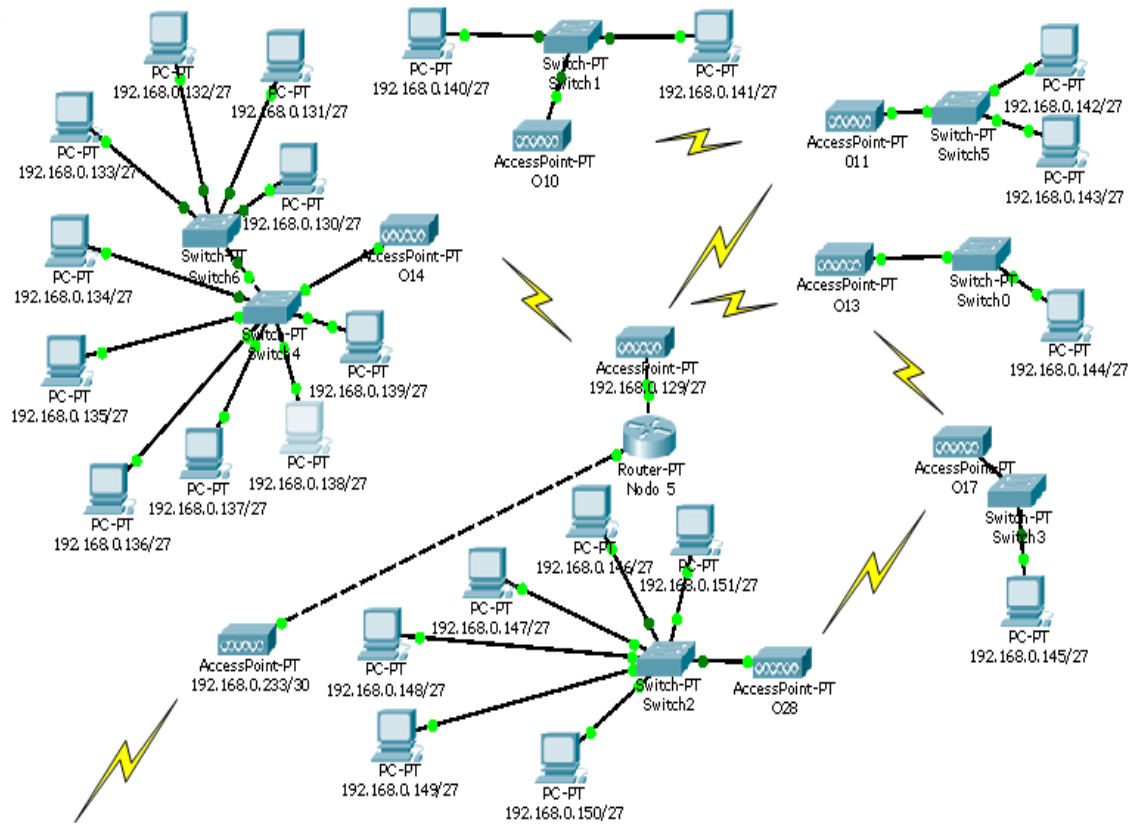 PC-PT
192.168.0.132/27
PC-PT
192.168.0.131/27
PC-PT
192.168.0.133/27
PC-PT
192.168.0.130/27
Switch-PT
Switch6
AccessPoint-PT
O14
PC-PT
192.168.0.134/27
Switch-PT
Switch4
PC-PT
192.168.0.139/27
PC-PT
192.168.0.135/27
PC-PT
192.168.0.138/27
PC-PT
192.168.0.137/27
PC-PT
192.168.0.136/27
PC-PT
192.168.0.140/27
Switch-PT
Switch1
PC-PT
192.168.0.141/27
AccessPoint-PT
O10
PC-PT
192.168.0.142/27
AccessPoint-PT
O11
Switch-PT
Switch5
PC-PT
192.168.0.143/27
AccessPoint-PT
O13
Switch-PT
Switch0
PC-PT
192.168.0.144/27
AccessPoint-PT
192.168.0.129/27
Router-PT
Nodo 5
AccessPoint-PT
O17
Switch-PT
Switch3
PC-PT
192.168.0.145/27
PC-PT
192.168.0.146/27
PC-PT
192.168.0.151/27
PC-PT
192.168.0.147/27
PC-PT
192.168.0.148/27
AccessPoint-PT
192.168.0.233/30
Switch-PT
Switch2
AccessPoint-PT
O28
PC-PT
192.168.0.149/27
PC-PT
192.168.0.150/27